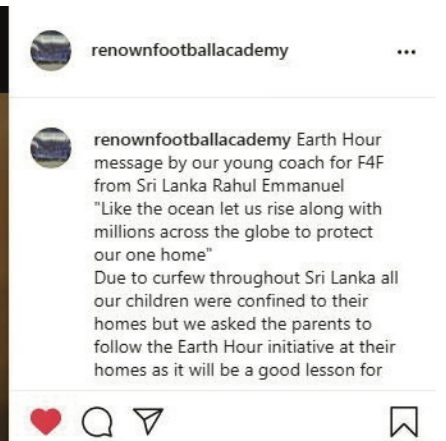 renownfootballacademy
renownfootballacademy Earth Hour
message by our young coach for F4F
from Sri Lanka Rahul Emmanuel
"Like the ocean let us rise along with
millions across the globe to protect
our one home"
Due to curfew throughout Sri Lanka all
our children were confined to their
homes but we asked the parents to
follow the Earth Hour initiative at their
homes as it will be a good lesson for